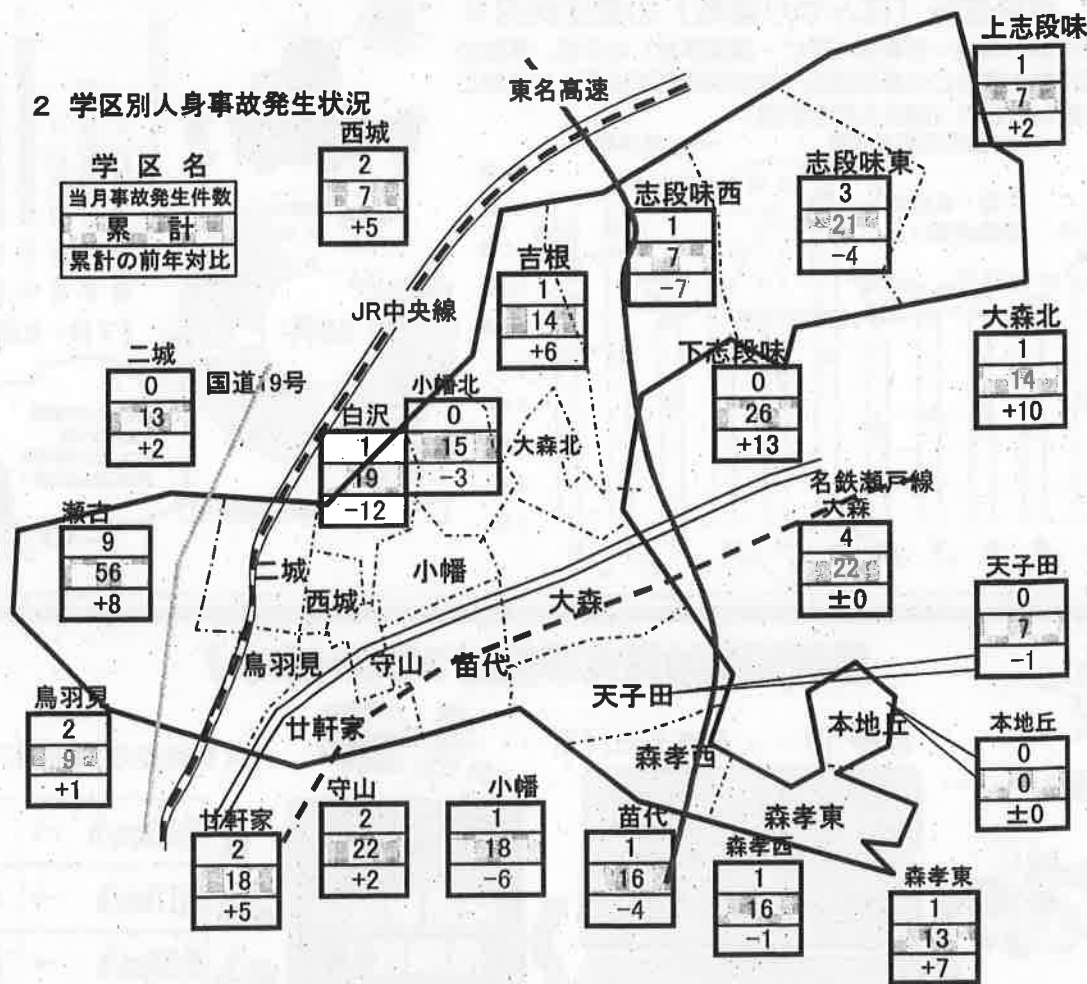 2 学区別人身事故発生状況
学区名
当月事故発生件数
累計
累計の前年対比
東名高速
JR中央線
国道19号
名鉄瀬戸線
上志段味
1
7
+2
西城
2
7
+5
志段味東
3
21
-4
志段味西
1
7
-7
吉根
1
14
+6
大森北
1
14
+10
下志段味
0
26
+13
二城
0
13
+2
小幡北
0
15
-3
白沢
1
19
-12
大森北
瀬古
9
56
+8
大森
4
22
±0
天子田
0
7
-1
二城
西城
小幡
大森
鳥羽見
守山
苗代
天子田
廿軒家
本地丘
森孝西
森孝東
本地丘
0
0
±0
鳥羽見
2
9
+1
廿軒家
2
18
+5
守山
2
22
+2
小幡
1
18
-6
苗代
1
16
-4
森孝西
1
16
-1
森孝東
1
13
+7